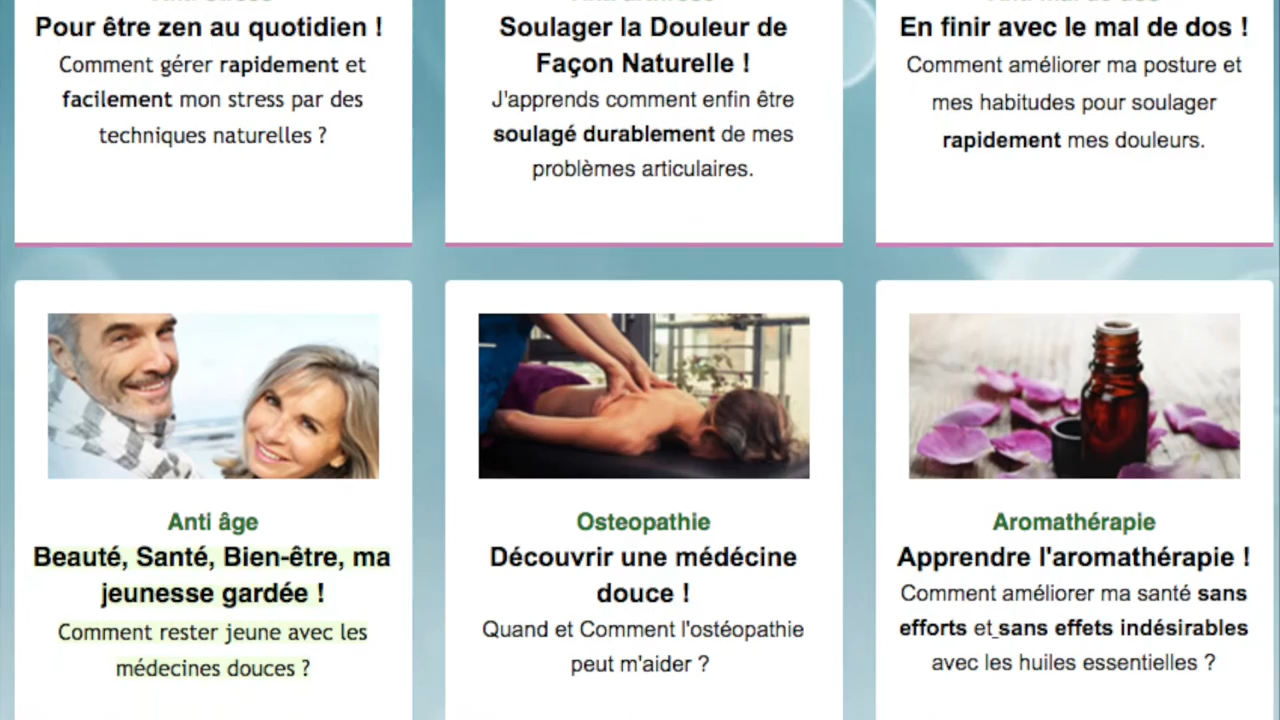 Pour être zen au quotidien !
Comment gérer rapidement et
facilement mon stress par des
techniques naturelles ?
Soulager la Douleur de
Façon Naturelle !
J'apprends comment enfin être
soulagé durablement de mes
problèmes articulaires.
En finir avec le mal de dos !
Comment améliorer ma posture et
mes habitudes pour soulager
rapidement mes douleurs.
Anti âge
Beauté, Santé, Bien-être, ma
jeunesse gardée !
Comment rester jeune avec les
médecines douces ?
Osteopathie
Découvrir une médécine
douce !
Quand et Comment l'ostéopathie
peut m'aider ?
Aromathérapie
Apprendre l'aromathérapie !
Comment améliorer ma santé sans
efforts et sans effets indésirables
avec les huiles essentielles ?